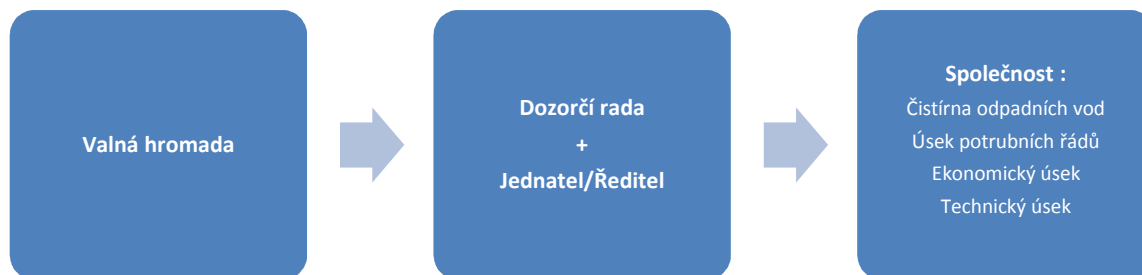 Valná hromada
Dozorčí rada
+
Jednatel/Ředitel
Společnost :
Čistírna odpadních vod
Úsek potrubních řádů
Ekonomický úsek
Technický úsek